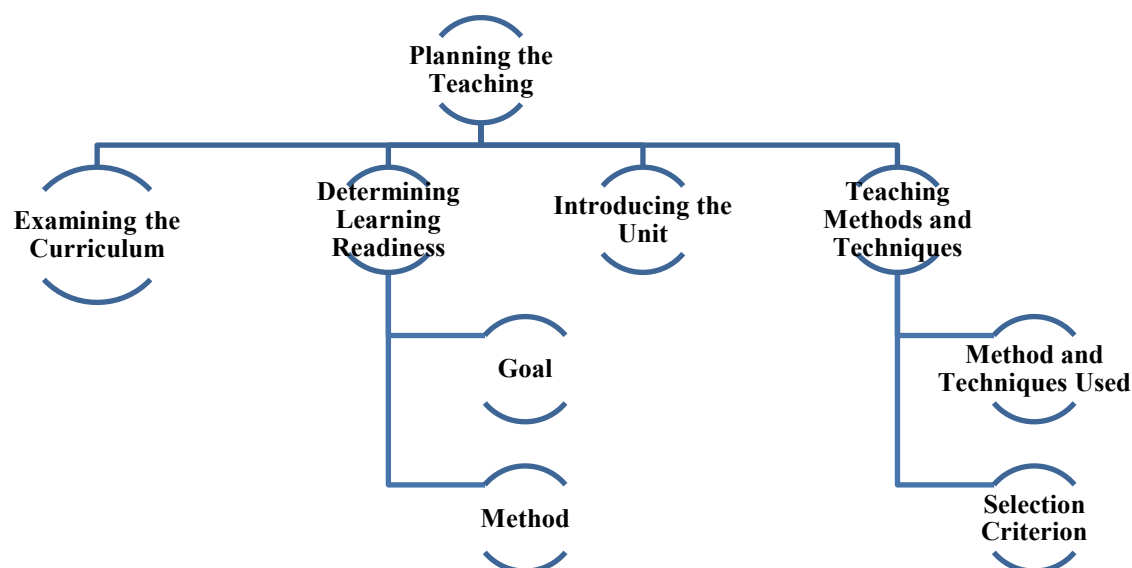 Planning the
Teaching
Examining the
Curriculum
Determining
Learning
Readiness
Introducing the
Unit
Teaching
Methods and
Techniques
Goal
Method
Method and
Techniques Used
Selection
Criterion